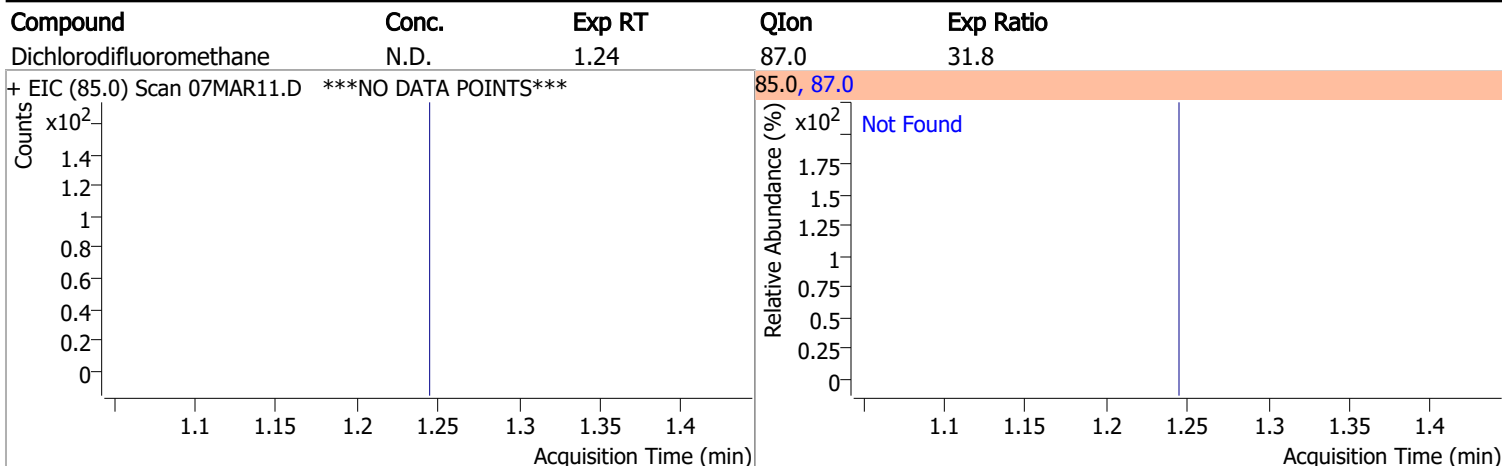 Compound Conc. Exp RT QIon Exp Ratio
Dichlorodifluoromethane N.D. 1.24 87.0 31.8
+ EIC (85.0) Scan 07MAR11.D ***NO DATA POINTS***
Counts
x10²
1.4
1.2
1
0.8
0.6
0.4
0.2
0
1.1 1.15 1.2 1.25 1.3 1.35 1.4
Acquisition Time (min)
85.0, 87.0
Relative Abundance (%)
x10²
Not Found
1.75
1.5
1.25
1
0.75
0.5
0.25
0
1.1 1.15 1.2 1.25 1.3 1.35 1.4
Acquisition Time (min)